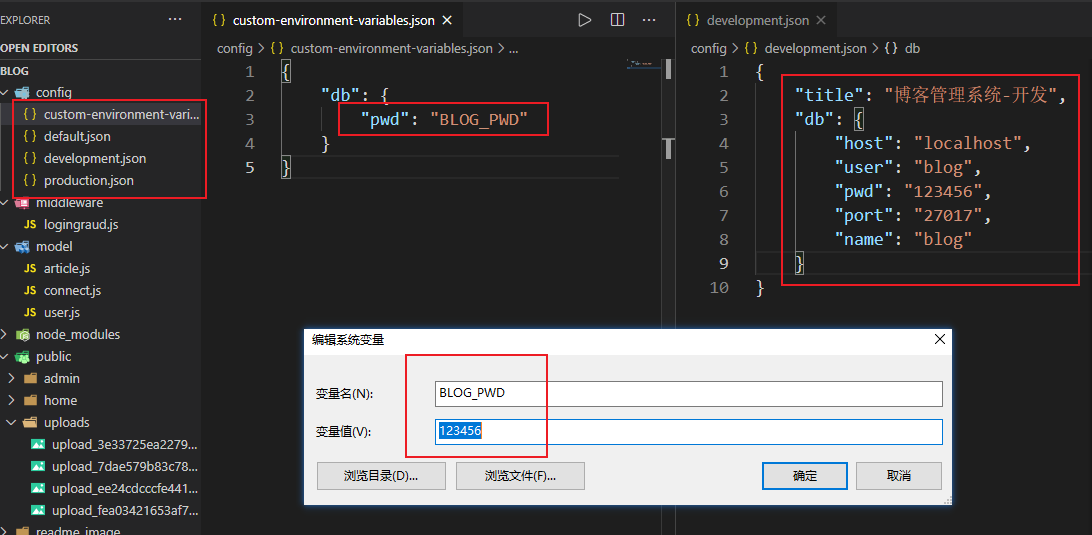 EXPLORER
OPEN EDITORS
BLOG
config
{ } custom-environment-vari...
{ } default.json
{ } development.json
{ } production.json
middleware
JS logingraud.js
model
JS article.js
JS connect.js
JS user.js
node_modules
public
admin
home
uploads
upload_3e33725ea2279...
upload_7dae579b83c78...
upload_ee24cdcccfe441...
upload_fea03421653af7...
readme_image
{ } custom-environment-variables.json
config > { } custom-environment-variables.json > ...
1 {
2 "db": {
3 "pwd": "BLOG_PWD"
4 }
5 }
{ } development.json
config > { } development.json > { } db
1 {
2 "title": "博客管理系统-开发",
3 "db": {
4 "host": "localhost",
5 "user": "blog",
6 "pwd": "123456",
7 "port": "27017",
8 "name": "blog"
9 }
10 }
编辑系统变量
变量名(N):
BLOG_PWD
变量值(V):
123456
浏览目录(D)...
浏览文件(F)...
确定
取消